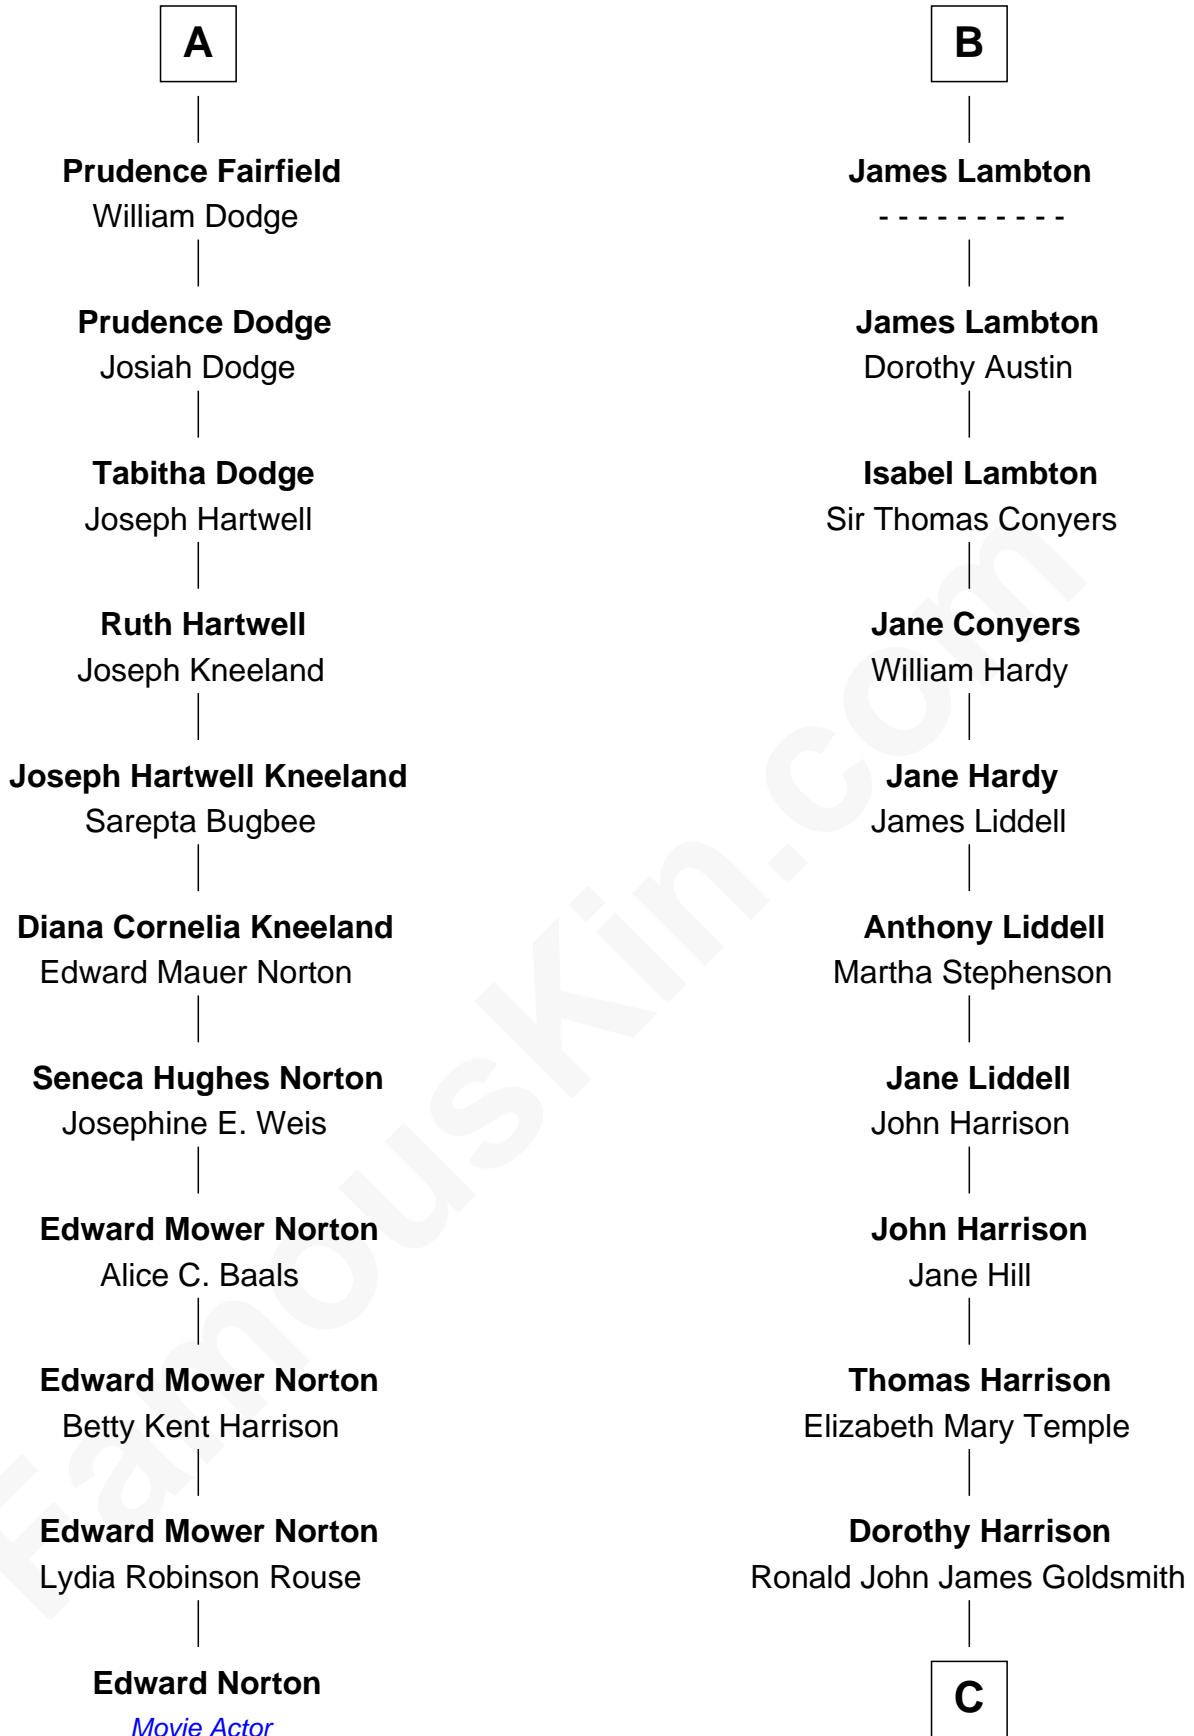 A
Prudence Fairfield
William Dodge
Prudence Dodge
Josiah Dodge
Tabitha Dodge
Joseph Hartwell
Ruth Hartwell
Joseph Kneeland
Joseph Hartwell Kneeland
Sarepta Bugbee
Diana Cornelia Kneeland
Edward Mauer Norton
Seneca Hughes Norton
Josephine E. Weis
Edward Mower Norton
Alice C. Baals
Edward Mower Norton
Betty Kent Harrison
Edward Mower Norton
Lydia Robinson Rouse
Edward Norton
Movie Actor
B
James Lambton
- - - - - - - - - -
James Lambton
Dorothy Austin
Isabel Lambton
Sir Thomas Conyers
Jane Conyers
William Hardy
Jane Hardy
James Liddell
Anthony Liddell
Martha Stephenson
Jane Liddell
John Harrison
John Harrison
Jane Hill
Thomas Harrison
Elizabeth Mary Temple
Dorothy Harrison
Ronald John James Goldsmith
C
FamousKin.com